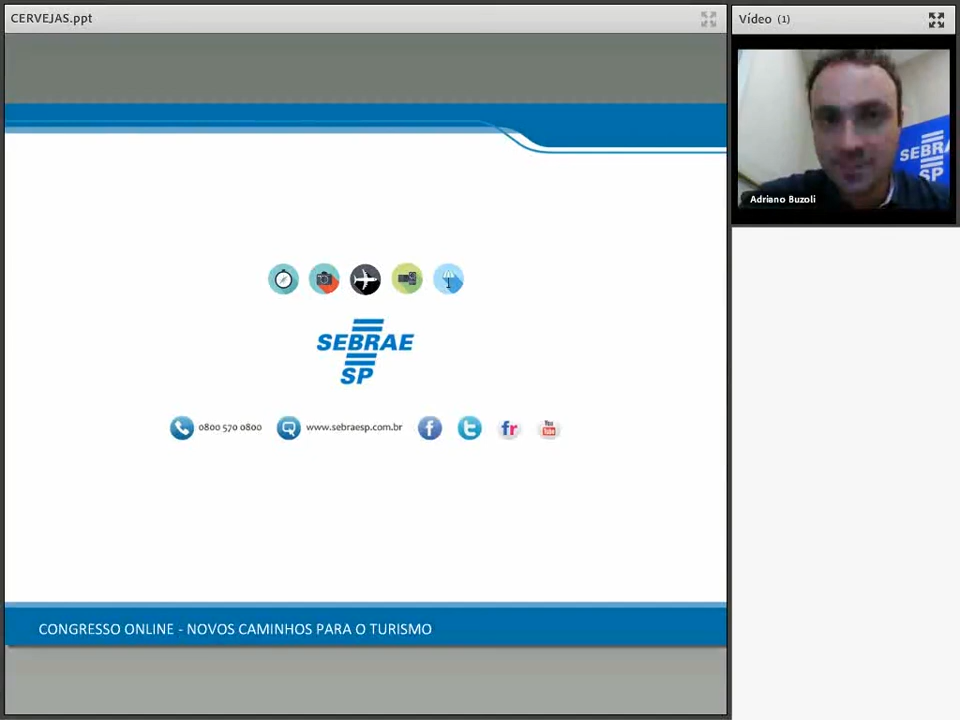 CERVEJAS.ppt
Vídeo (1)
SEBR
SP
Adriano Buzoli
SEBRAE
SP
0800 570 0800
www.sebraesp.com.br
f
t
fr
You
Tube
CONGRESSO ONLINE - NOVOS CAMINHOS PARA O TURISMO